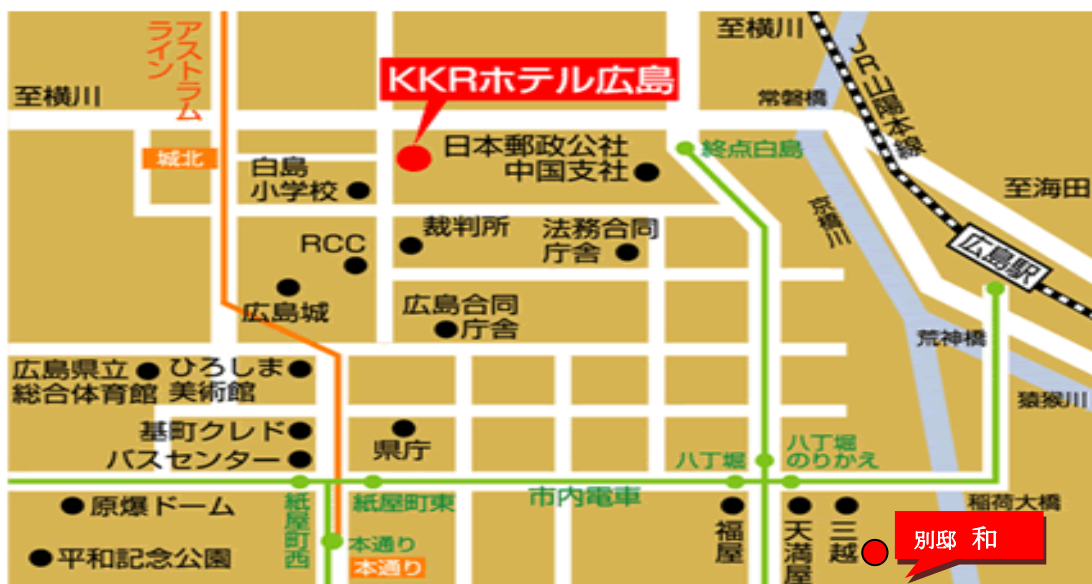 アストラム
ライン
至横川
至横川
JR山陽本線
KKRホテル広島
常磐橋
城北
白島
小学校
日本郵政公社
中国支社
終点白島
至海田
京橋川
RCC
裁判所
法務合同
庁舎
広島駅
広島城
広島合同
庁舎
荒神橋
広島県立
総合体育館
ひろしま
美術館
猿猴川
基町クレド
バスセンター
県庁
八丁堀
八丁堀
のりかえ
原爆ドーム
紙屋町西
紙屋町東
市内電車
稲荷大橋
平和記念公園
本通り
本通り
福屋
天満屋
三越
別邸 和